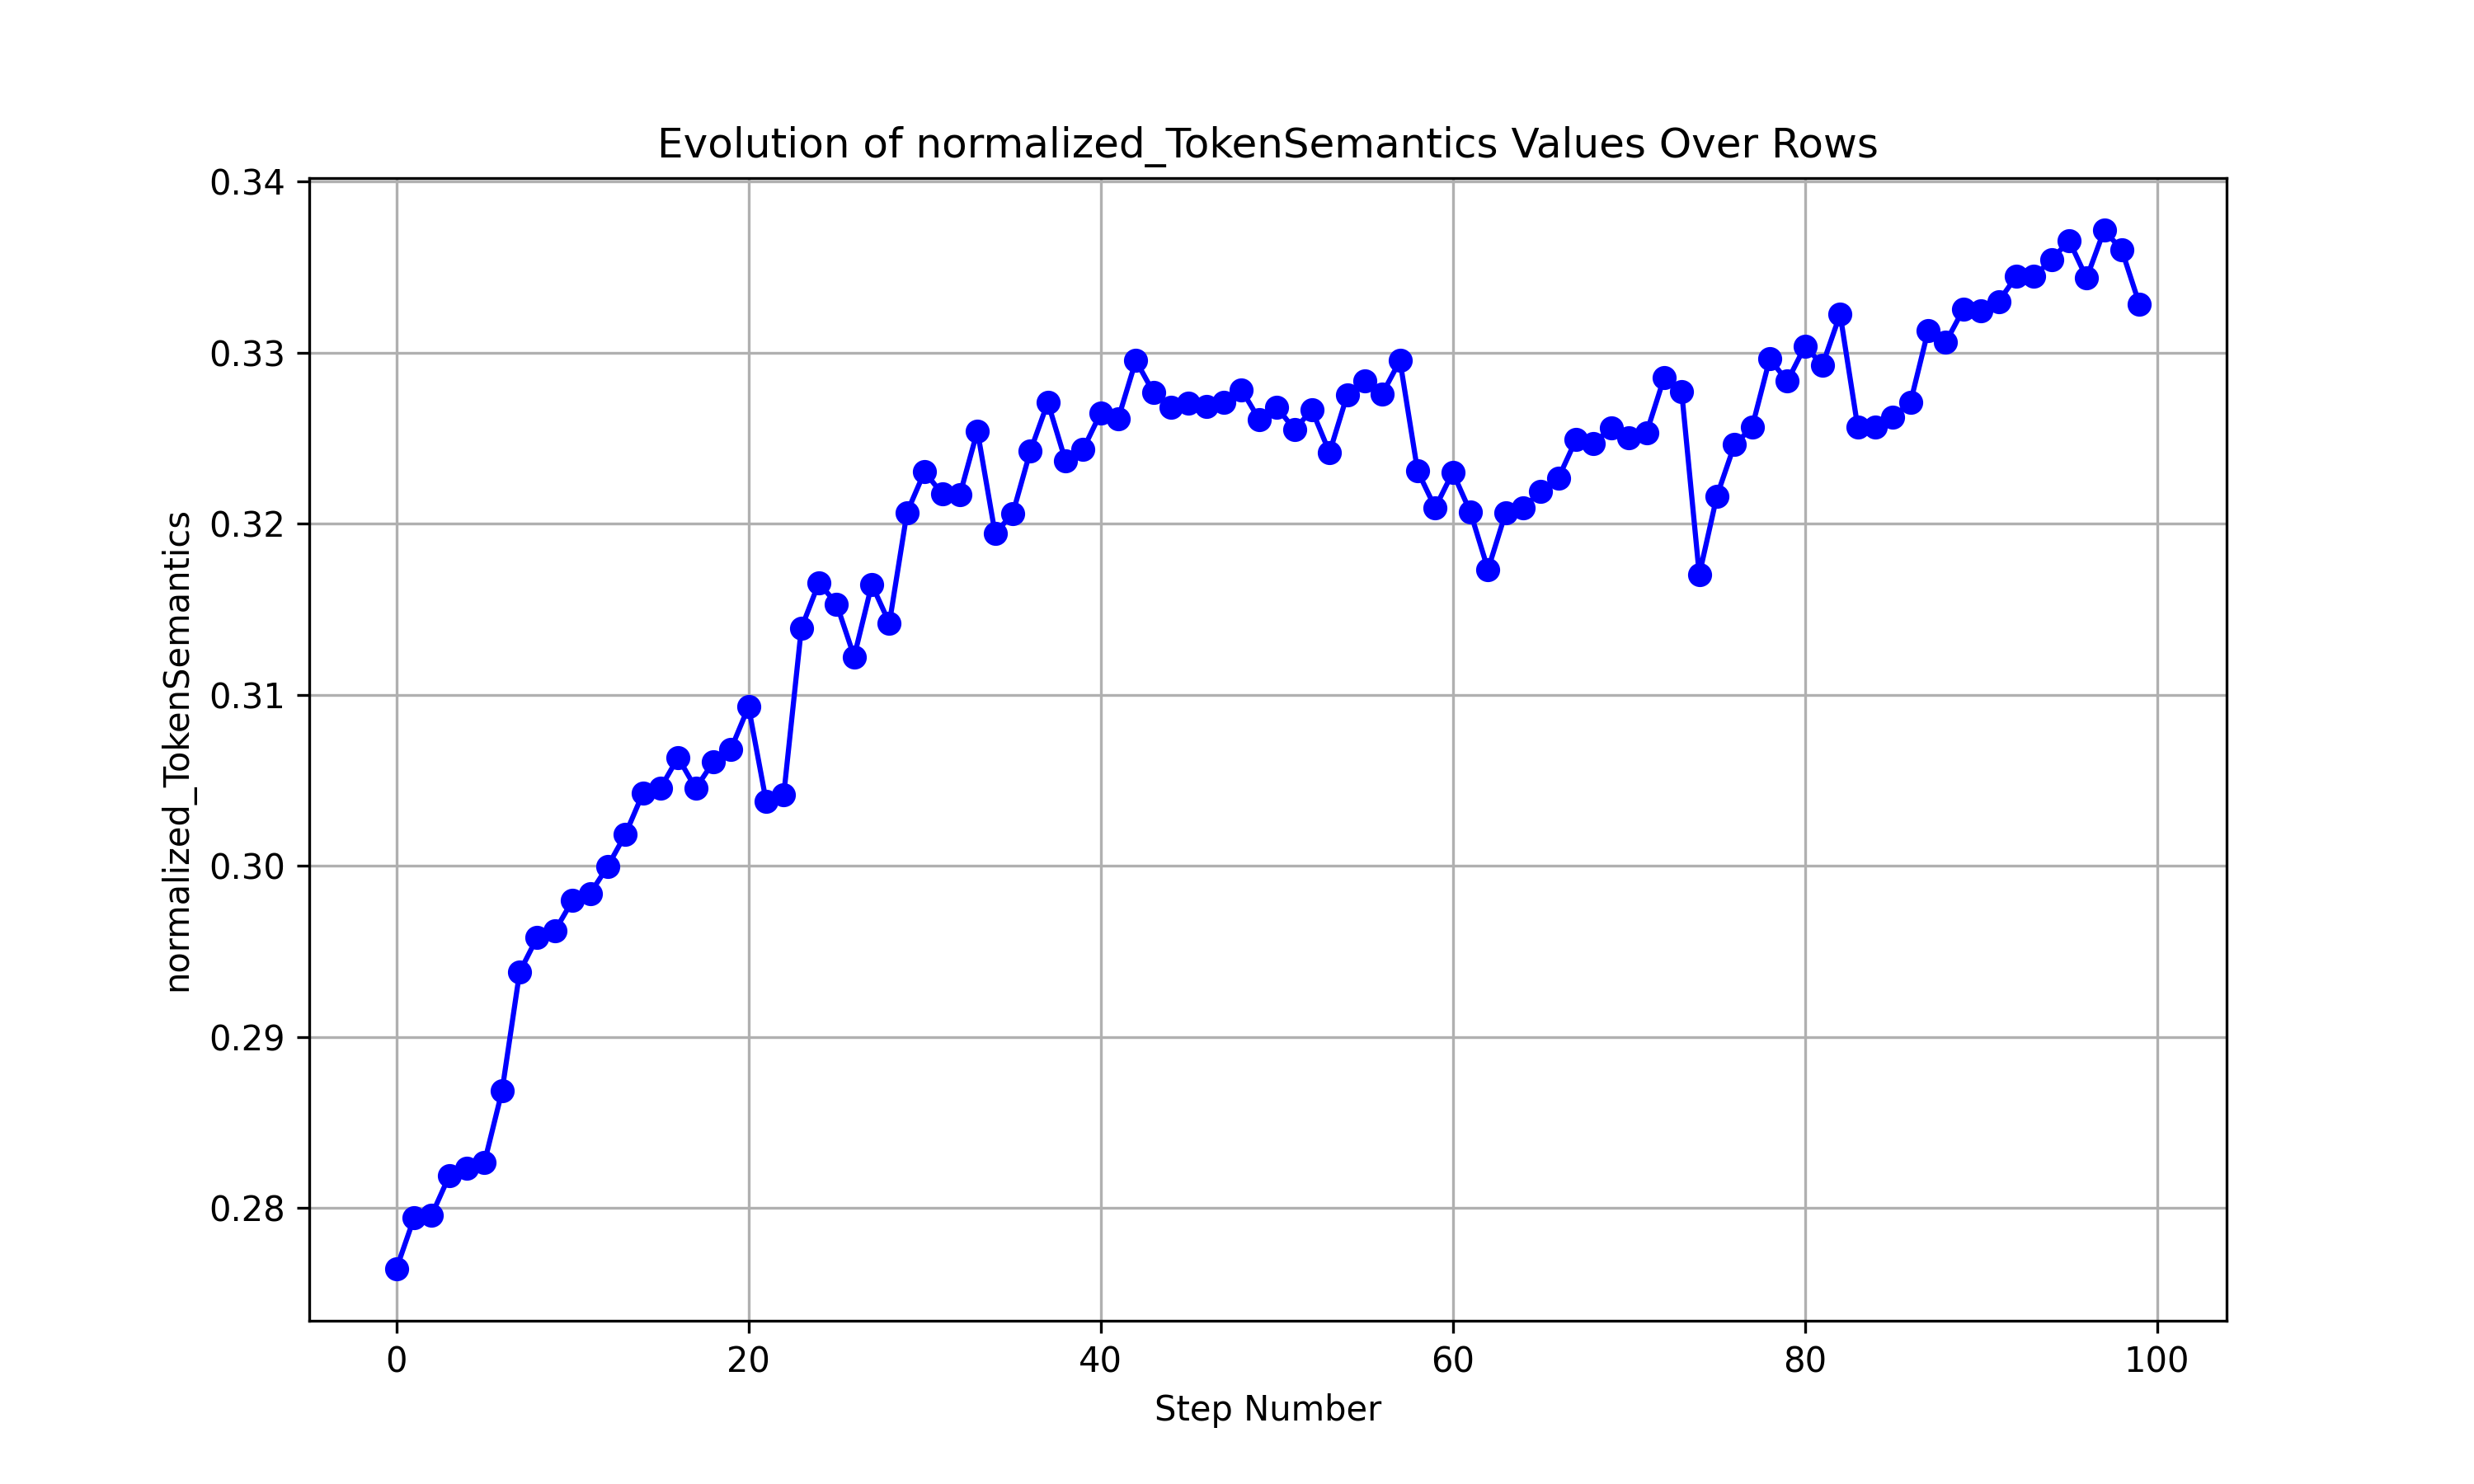 Evolution of normalized_TokenSemantics Values Over Rows
normalized_TokenSemantics
0.34
0.33
0.32
0.31
0.30
0.29
0.28
0 20 40 60 80 100
Step Number